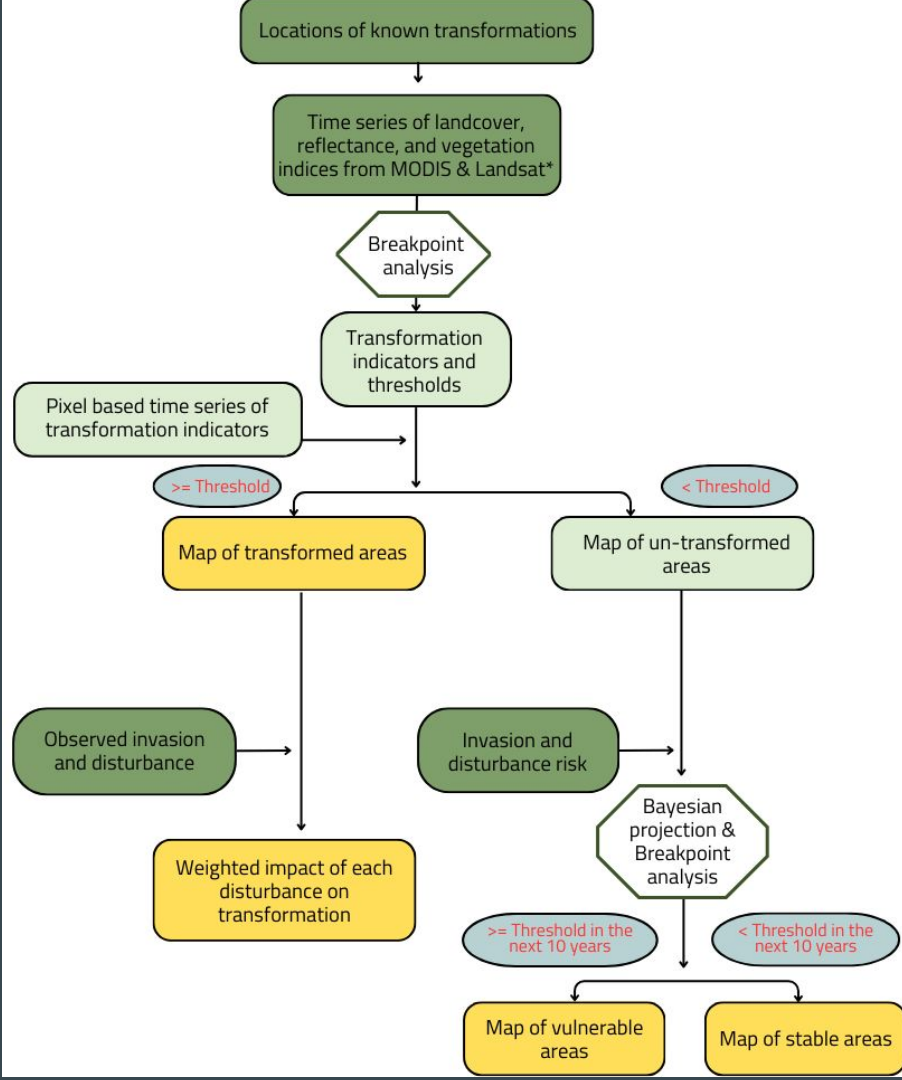 Locations of known transformations
Time series of landcover,
reflectance, and vegetation
indices from MODIS & Landsat*
Breakpoint
analysis
Transformation
indicators and
thresholds
Pixel based time series of
transformation indicators
>= Threshold
< Threshold
Map of transformed areas
Map of un-transformed
areas
Observed invasion
and disturbance
Invasion and
disturbance risk
Weighted impact of each
disturbance on
transformation
Bayesian
projection &
Breakpoint
analysis
>= Threshold in the
next 10 years
< Threshold in the
next 10 years
Map of vulnerable
areas
Map of stable areas